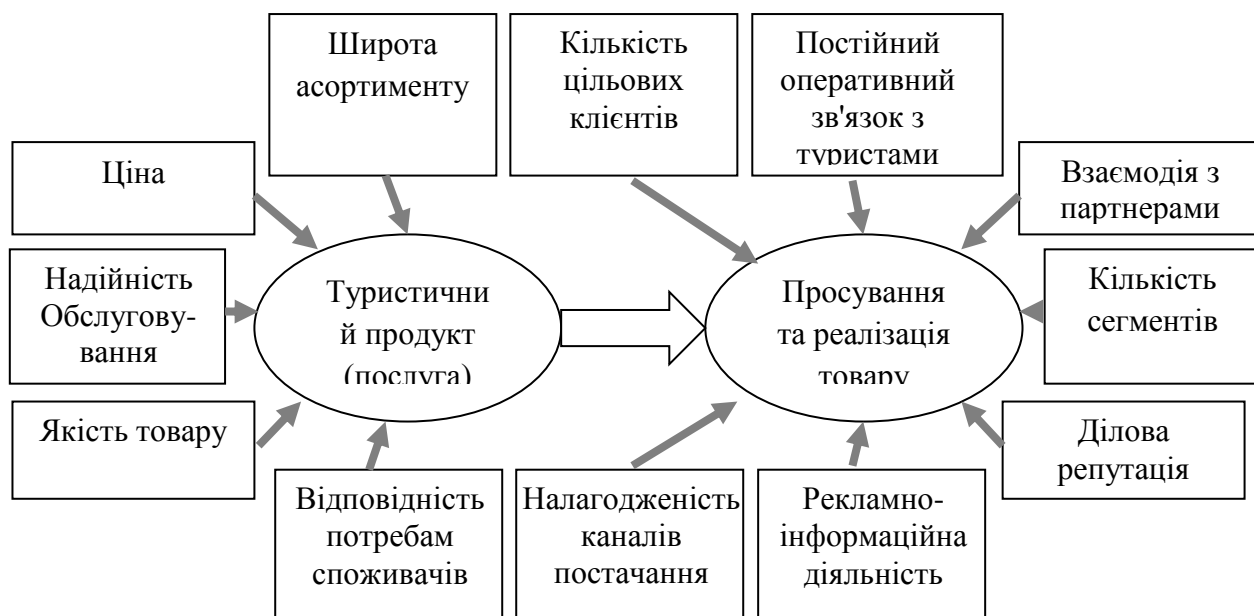 Широта
асортименту
Кількість
цільових
клієнтів
Постійний
оперативний
зв'язок з
туристами
Ціна
Взаємодія з
партнерами
Надійність
Обслугову-
вання
Туристични
й продукт
(послуга)
Просування
та реалізація
товару
Кількість
сегментів
Якість товару
Ділова
репутація
Відповідність
потребам
споживачів
Налагодженість
каналів
постачання
Рекламно-
інформаційна
діяльність